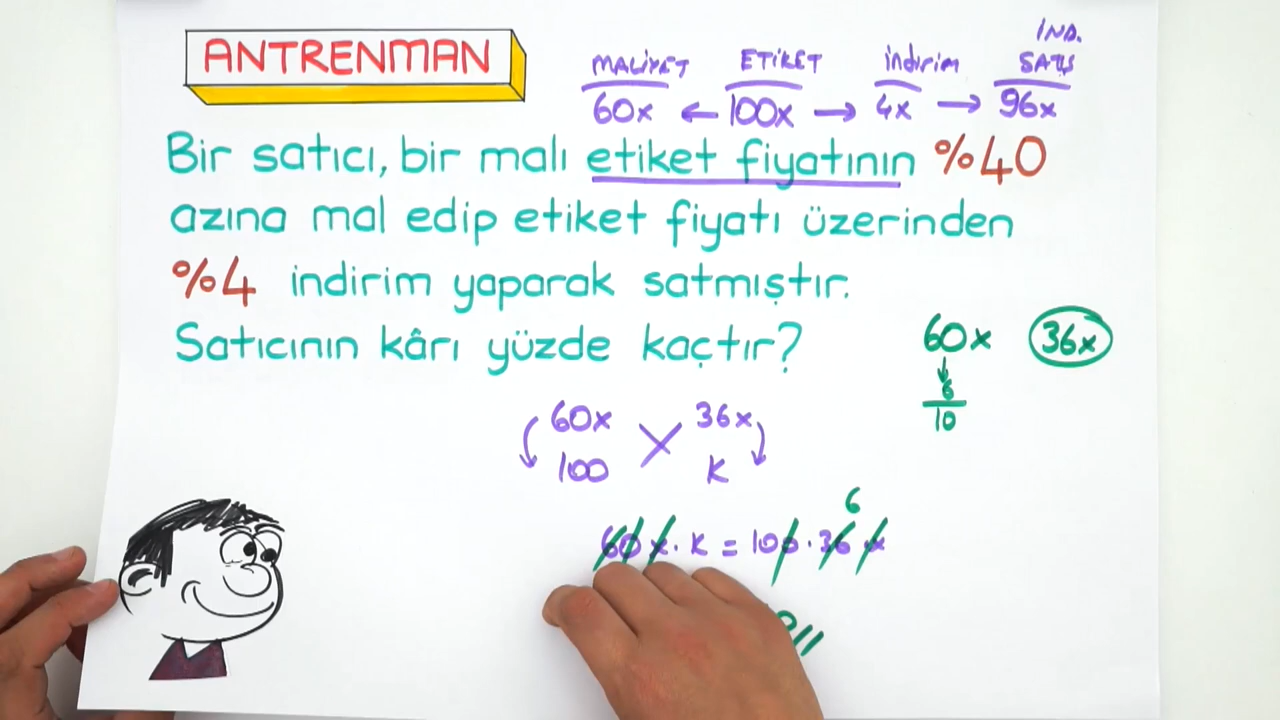 ANTRENMAN
MALİYET ETİKET İndirim İND. SATIŞ
60x ← 100x → 4x → 96x
Bir satıcı, bir malı etiket fiyatının %40
azına mal edip etiket fiyatı üzerinden
%4 indirim yaparak satmıştır.
Satıcının kârı yüzde kaçtır?
60x 36x
6
10
60x 36x
100 K
6
60x . K = 100 . 36x